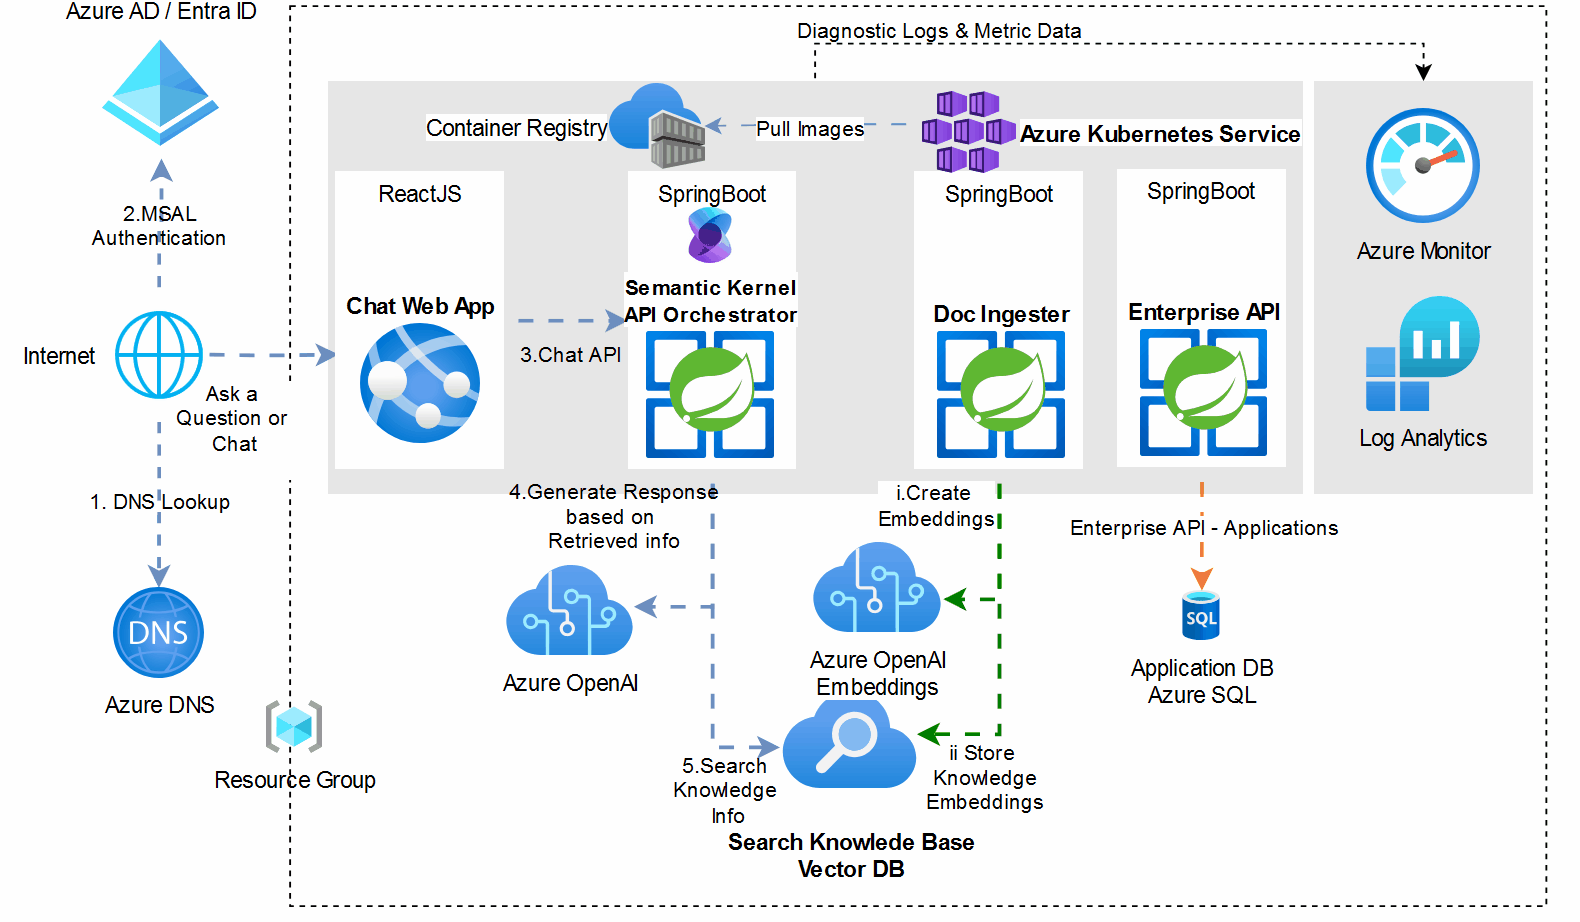 Azure AD / Entra ID
Diagnostic Logs & Metric Data
Container Registry
Pull Images
Azure Kubernetes Service
ReactJS
SpringBoot
SpringBoot
SpringBoot
2.MSAL
Authentication
Azure Monitor
Chat Web App
Semantic Kernel
API Orchestrator
Doc Ingester
Enterprise API
Internet
3.Chat API
Ask a
Question or
Chat
Log Analytics
1. DNS Lookup
4.Generate Response
based on
Retrieved info
i.Create
Embeddings
Enterprise API - Applications
DNS
SQL
Azure DNS
Azure OpenAI
Azure OpenAI
Embeddings
Application DB
Azure SQL
Resource Group
5.Search
Knowledge
Info
ii Store
Knowledge
Embeddings
Search Knowlede Base
Vector DB